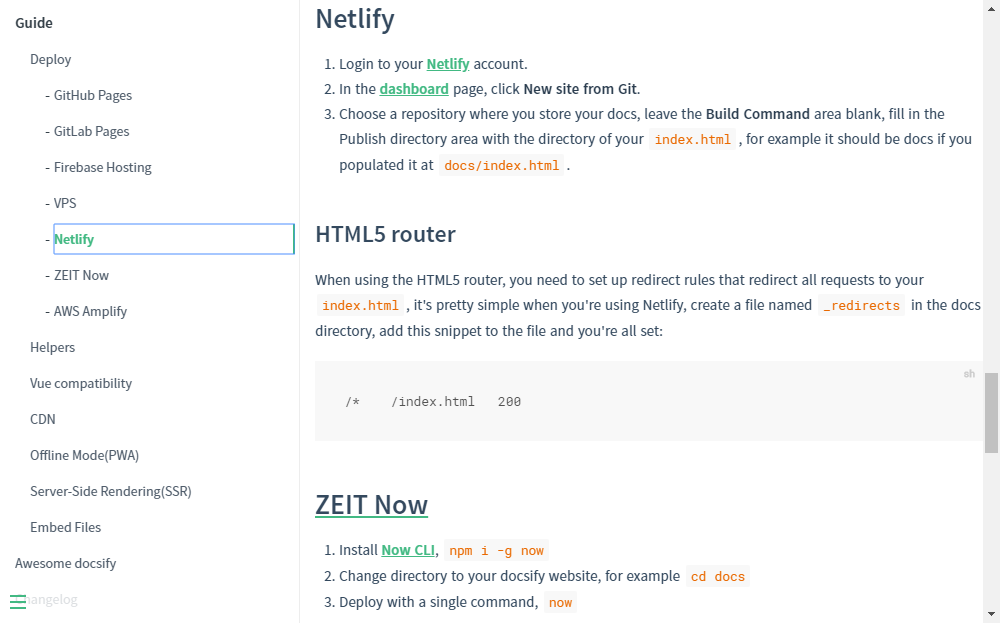 Guide
Deploy
- GitHub Pages
- GitLab Pages
- Firebase Hosting
- VPS
- Netlify
- ZEIT Now
- AWS Amplify
Helpers
Vue compatibility
CDN
Offline Mode(PWA)
Server-Side Rendering(SSR)
Embed Files
Awesome docsify
Changelog
Netlify
1. Login to your Netlify account.
2. In the dashboard page, click New site from Git.
3. Choose a repository where you store your docs, leave the Build Command area blank, fill in the
Publish directory area with the directory of your index.html , for example it should be docs if you
populated it at docs/index.html .
HTML5 router
When using the HTML5 router, you need to set up redirect rules that redirect all requests to your
index.html , it's pretty simple when you're using Netlify, create a file named _redirects in the docs
directory, add this snippet to the file and you're all set:
sh
/*    /index.html   200
ZEIT Now
1. Install Now CLI, npm i -g now
2. Change directory to your docsify website, for example cd docs
3. Deploy with a single command, now